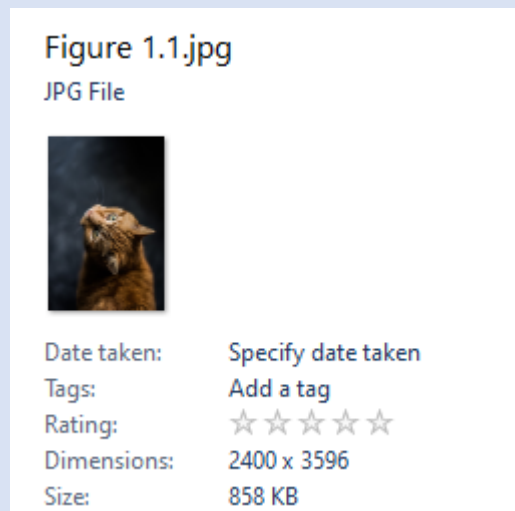 Figure 1.1.jpg
JPG File
Date taken: Specify date taken
Tags: Add a tag
Rating:
Dimensions: 2400 x 3596
Size: 858 KB